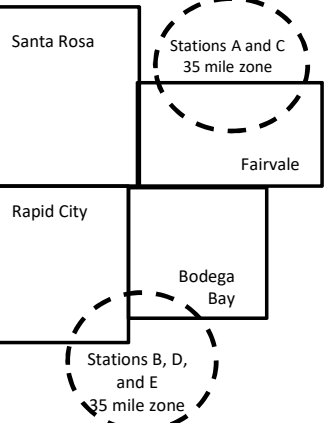 Santa Rosa
Stations A and C
35 mile zone
Fairvale
Rapid City
Bodega
Bay
Stations B, D,
and E
35 mile zone